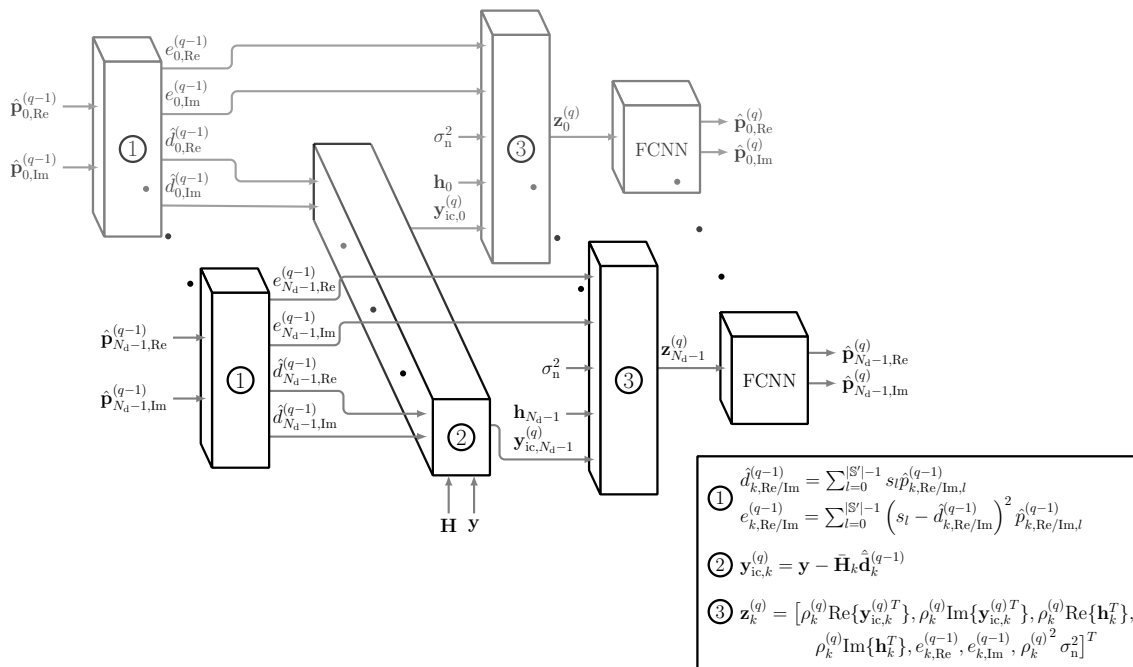 e_{0,Re}^{(q−1)}
e_{0,Im}^{(q−1)}
p̂_{0,Re}^{(q−1)}
①
d̂_{0,Re}^{(q−1)}
p̂_{0,Im}^{(q−1)}
d̂_{0,Im}^{(q−1)}
σ_n^2
h_0
y_{ic,0}^{(q)}
③
z_0^{(q)}
FCNN
p̂_{0,Re}^{(q)}
p̂_{0,Im}^{(q)}
e_{N_d−1,Re}^{(q−1)}
e_{N_d−1,Im}^{(q−1)}
p̂_{N_d−1,Re}^{(q−1)}
①
d̂_{N_d−1,Re}^{(q−1)}
p̂_{N_d−1,Im}^{(q−1)}
d̂_{N_d−1,Im}^{(q−1)}
②
H y
σ_n^2
h_{N_d−1}
y_{ic,N_d−1}^{(q)}
③
z_{N_d−1}^{(q)}
FCNN
p̂_{N_d−1,Re}^{(q)}
p̂_{N_d−1,Im}^{(q)}
① d̂_{k,Re/Im}^{(q−1)} = ∑_{l=0}^{|𝕊′|−1} s_l p̂_{k,Re/Im,l}^{(q−1)}
e_{k,Re/Im}^{(q−1)} = ∑_{l=0}^{|𝕊′|−1} (s_l − d̂_{k,Re/Im}^{(q−1)})^2 p̂_{k,Re/Im,l}^{(q−1)}
② y_{ic,k}^{(q)} = y − H̄_k d̄̂_k^{(q−1)}
③ z_k^{(q)} = [ρ_k^{(q)}Re{y_{ic,k}^{(q) T}}, ρ_k^{(q)}Im{y_{ic,k}^{(q) T}}, ρ_k^{(q)}Re{h_k^T},
ρ_k^{(q)}Im{h_k^T}, e_{k,Re}^{(q−1)}, e_{k,Im}^{(q−1)}, ρ_k^{(q)2} σ_n^2]^T